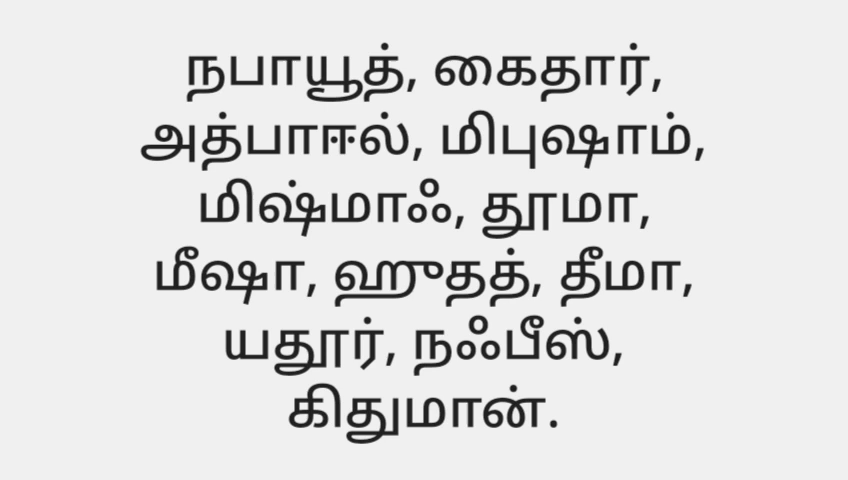 நபாயூத், கைதார்,
அத்பாஈல், மிபுஷாம்,
மிஷ்மாஃ, தூமா,
மீஷா, ஹுதத், தீமா,
யதூர், நஃபீஸ்,
கிதுமான்.